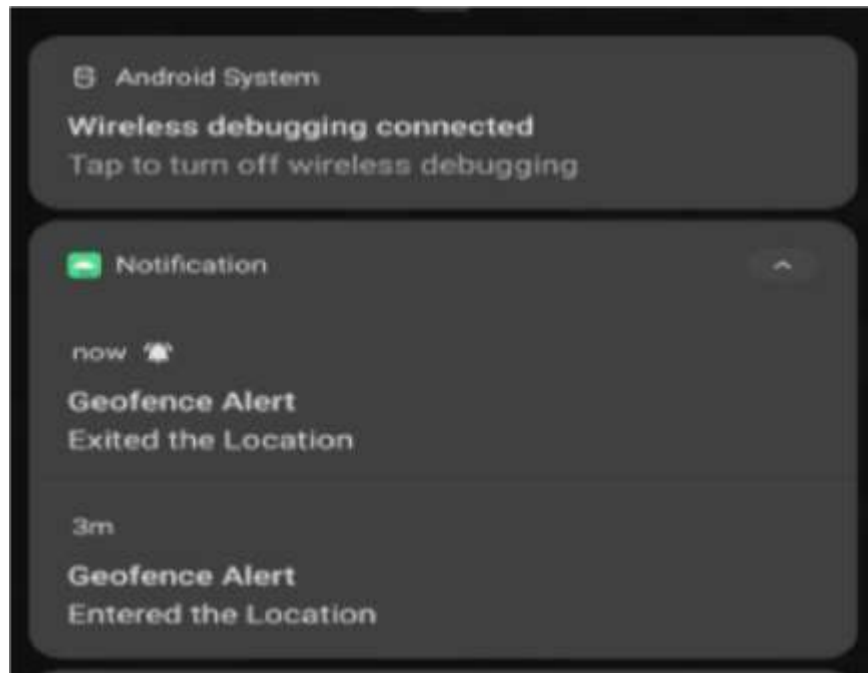 Android System
Wireless debugging connected
Tap to turn off wireless debugging
Notification
now
Geofence Alert
Exited the Location
3m
Geofence Alert
Entered the Location